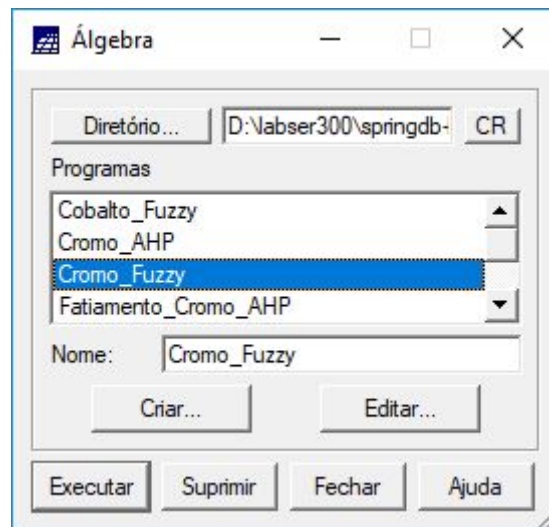 Álgebra
Diretório... D:\labser300\springdb- CR
Programas
Cobalto_Fuzzy
Cromo_AHP
Cromo_Fuzzy
Fatiamento_Cromo_AHP
Nome: Cromo_Fuzzy
Criar... Editar...
Executar Suprimir Fechar Ajuda